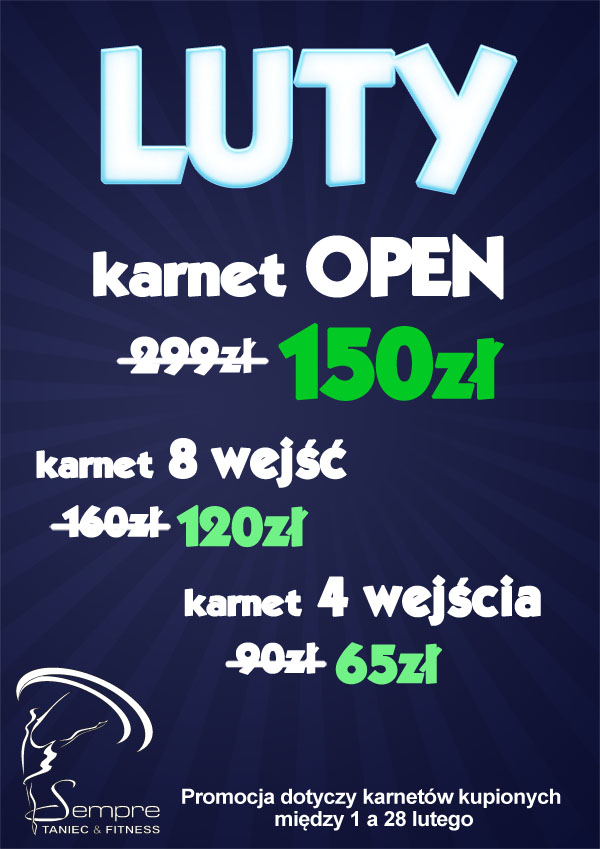 LUTY
karnet OPEN
299zł 150zł
karnet 8 wejść
160zł 120zł
karnet 4 wejścia
90zł 65zł
Sempre
TANIEC & FITNESS
Promocja dotyczy karnetów kupionych
między 1 a 28 lutego